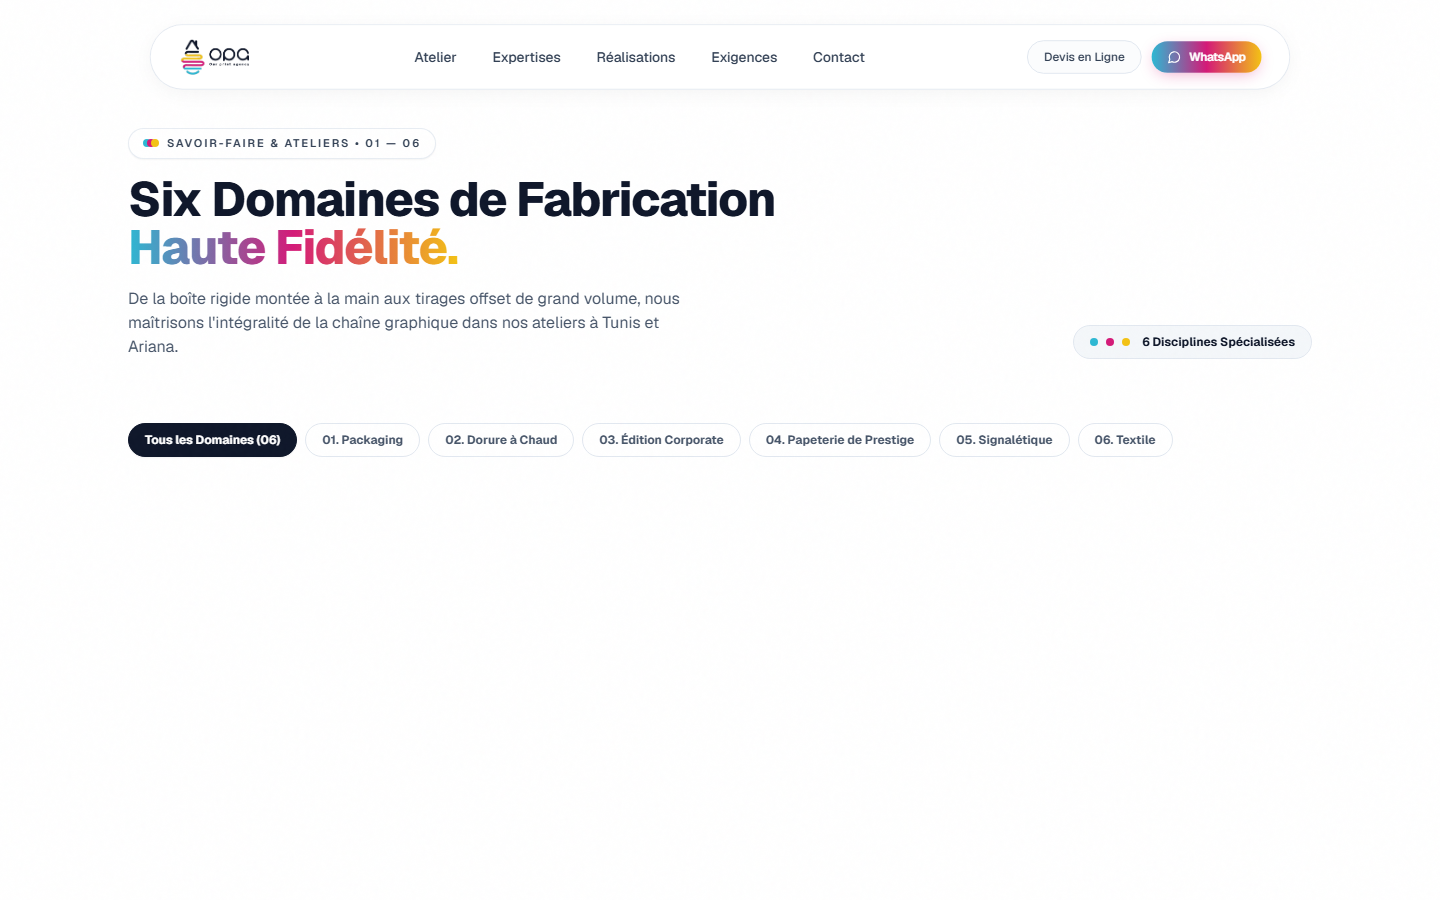 opa
Our print agency
Atelier
Expertises
Réalisations
Exigences
Contact
Devis en Ligne
WhatsApp
SAVOIR-FAIRE & ATELIERS • 01 — 06
Six Domaines de Fabrication
Haute Fidélité.
De la boîte rigide montée à la main aux tirages offset de grand volume, nous
maîtrisons l'intégralité de la chaîne graphique dans nos ateliers à Tunis et
Ariana.
6 Disciplines Spécialisées
Tous les Domaines (06)
01. Packaging
02. Dorure à Chaud
03. Édition Corporate
04. Papeterie de Prestige
05. Signalétique
06. Textile